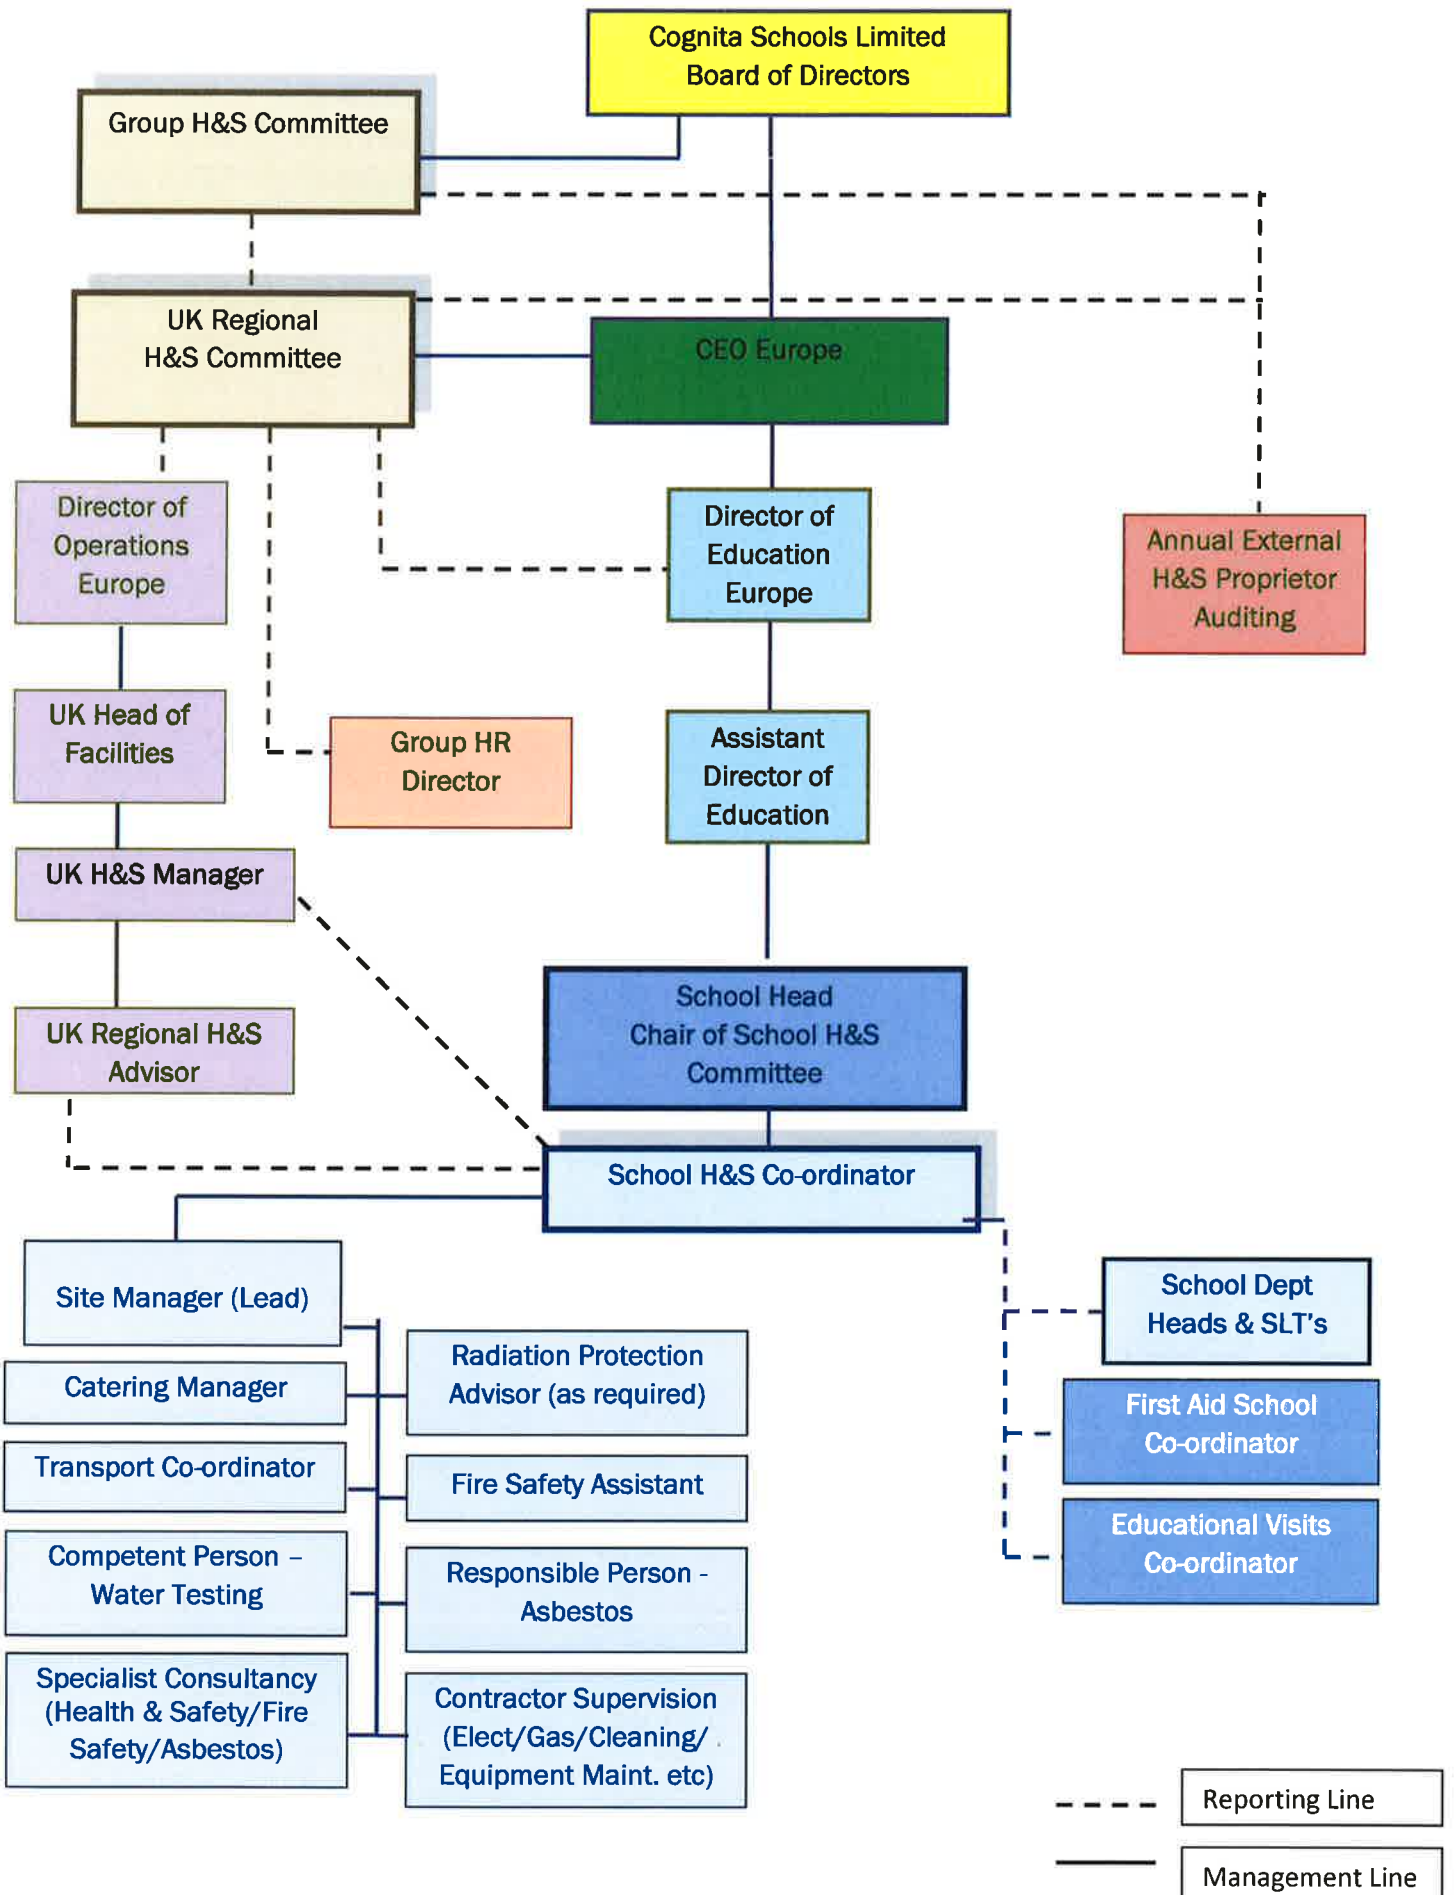 Cognita Schools Limited
Board of Directors
Group H&S Committee
UK Regional
H&S Committee
CEO Europe
Director of
Operations
Europe
Director of
Education
Europe
Annual External
H&S Proprietor
Auditing
UK Head of
Facilities
Group HR
Director
Assistant
Director of
Education
UK H&S Manager
School Head
Chair of School H&S
Committee
UK Regional H&S
Advisor
School H&S Co-ordinator
Site Manager (Lead)
School Dept
Heads & SLT's
Radiation Protection
Advisor (as required)
Catering Manager
First Aid School
Co-ordinator
Transport Co-ordinator
Fire Safety Assistant
Educational Visits
Co-ordinator
Competent Person –
Water Testing
Responsible Person -
Asbestos
Specialist Consultancy
(Health & Safety/Fire
Safety/Asbestos)
Contractor Supervision
(Elect/Gas/Cleaning/
Equipment Maint. etc)
Reporting Line
Management Line